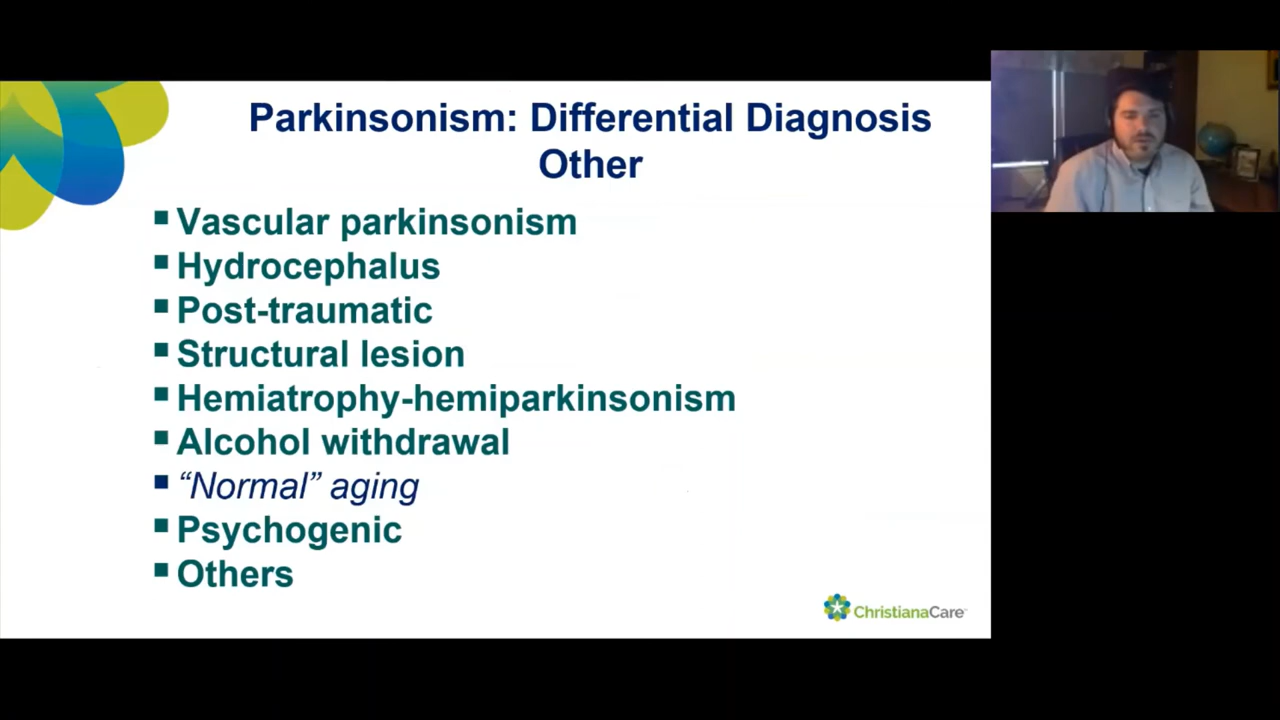 Parkinsonism: Differential Diagnosis
Other
Vascular parkinsonism
Hydrocephalus
Post-traumatic
Structural lesion
Hemiatrophy-hemiparkinsonism
Alcohol withdrawal
“Normal” aging
Psychogenic
Others
ChristianaCare™